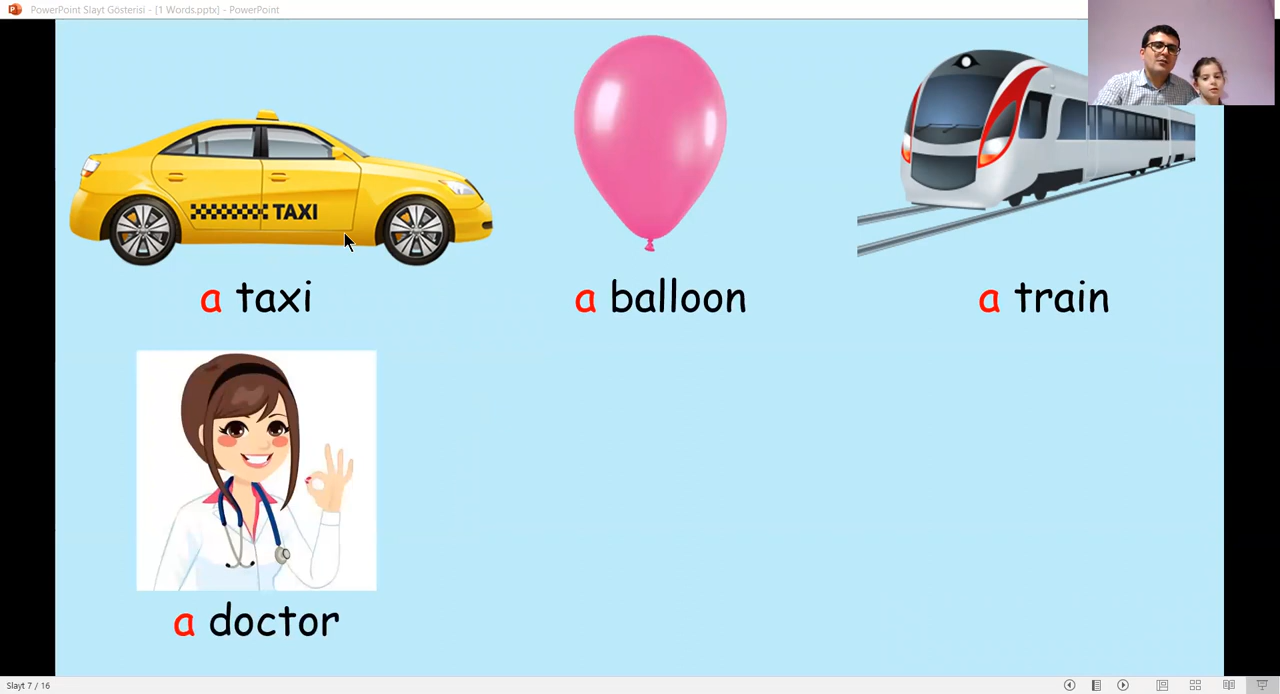 PowerPoint Slayt Gösterisi - [1 Words.pptx] - PowerPoint
TAXI
a taxi
a balloon
a train
a doctor
Slayt 7 / 16